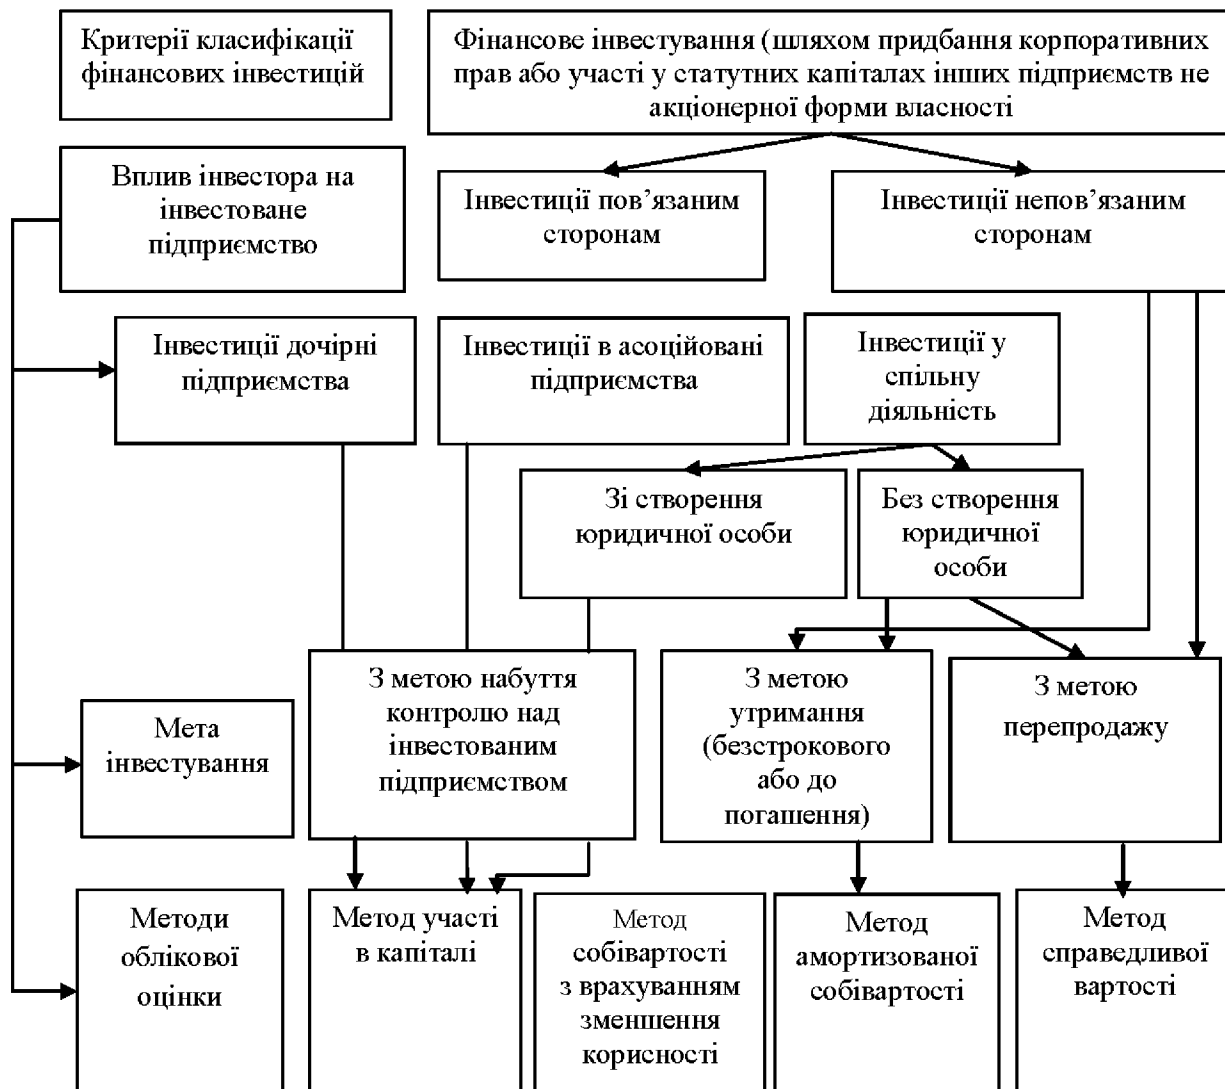 Критерії класифікації
фінансових інвестицій
Фінансове інвестування (шляхом придбання корпоративних
прав або участі у статутних капіталах інших підприємств не
акціонерної форми власності
Вплив інвестора на
інвестоване
підприємство
Інвестиції пов’язаним
сторонам
Інвестиції непов’язаним
сторонам
Інвестиції дочірні
підприємства
Інвестиції в асоційовані
підприємства
Інвестиції у
спільну
діяльність
Зі створення
юридичної особи
Без створення
юридичної
особи
Мета
інвестування
З метою набуття
контролю над
інвестованим
підприємством
З метою
утримання
(безстрокового
або до
погашення)
З метою
перепродажу
Методи
облікової
оцінки
Метод участі
в капіталі
Метод
собівартості
з врахуванням
зменшення
корисності
Метод
амортизованої
собівартості
Метод
справедливої
вартості